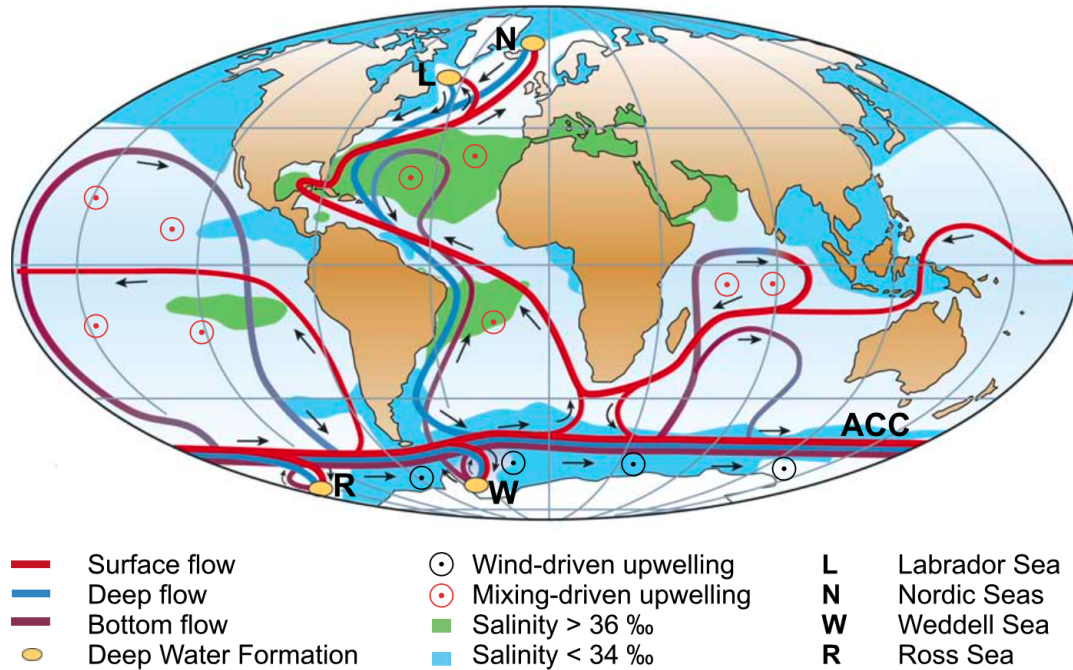 N
L
ACC
R
W
Surface flow
Deep flow
Bottom flow
Deep Water Formation
Wind-driven upwelling
Mixing-driven upwelling
Salinity > 36 ‰
Salinity < 34 ‰
L Labrador Sea
N Nordic Seas
W Weddell Sea
R Ross Sea